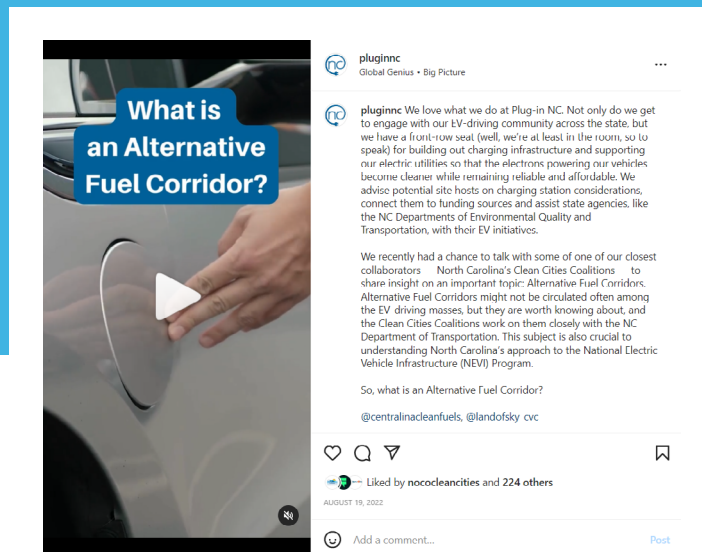 What is
an Alternative
Fuel Corridor?
nc
pluginnc
Global Genius • Big Picture
nc
pluginnc We love what we do at Plug-in NC. Not only do we get
to engage with our EV-driving community across the state, but
we have a front-row seat (well, we're at least in the room, so to
speak) for building out charging infrastructure and supporting
our electric utilities so that the electrons powering our vehicles
become cleaner while remaining reliable and affordable. We
advise potential site hosts on charging station considerations,
connect them to funding sources and assist state agencies, like
the NC Departments of Environmental Quality and
Transportation, with their EV initiatives.
We recently had a chance to talk with some of one of our closest
collaborators North Carolina's Clean Cities Coalitions to
share insight on an important topic: Alternative Fuel Corridors.
Alternative Fuel Corridors might not be circulated often among
the EV driving masses, but they are worth knowing about, and
the Clean Cities Coalitions work on them closely with the NC
Department of Transportation. This subject is also crucial to
understanding North Carolina's approach to the National Electric
Vehicle Infrastructure (NEVI) Program.
So, what is an Alternative Fuel Corridor?
@centralinacleanfuels, @landofsky cvc
Liked by nococleancities and 224 others
AUGUST 19, 2022
Add a comment...
Post